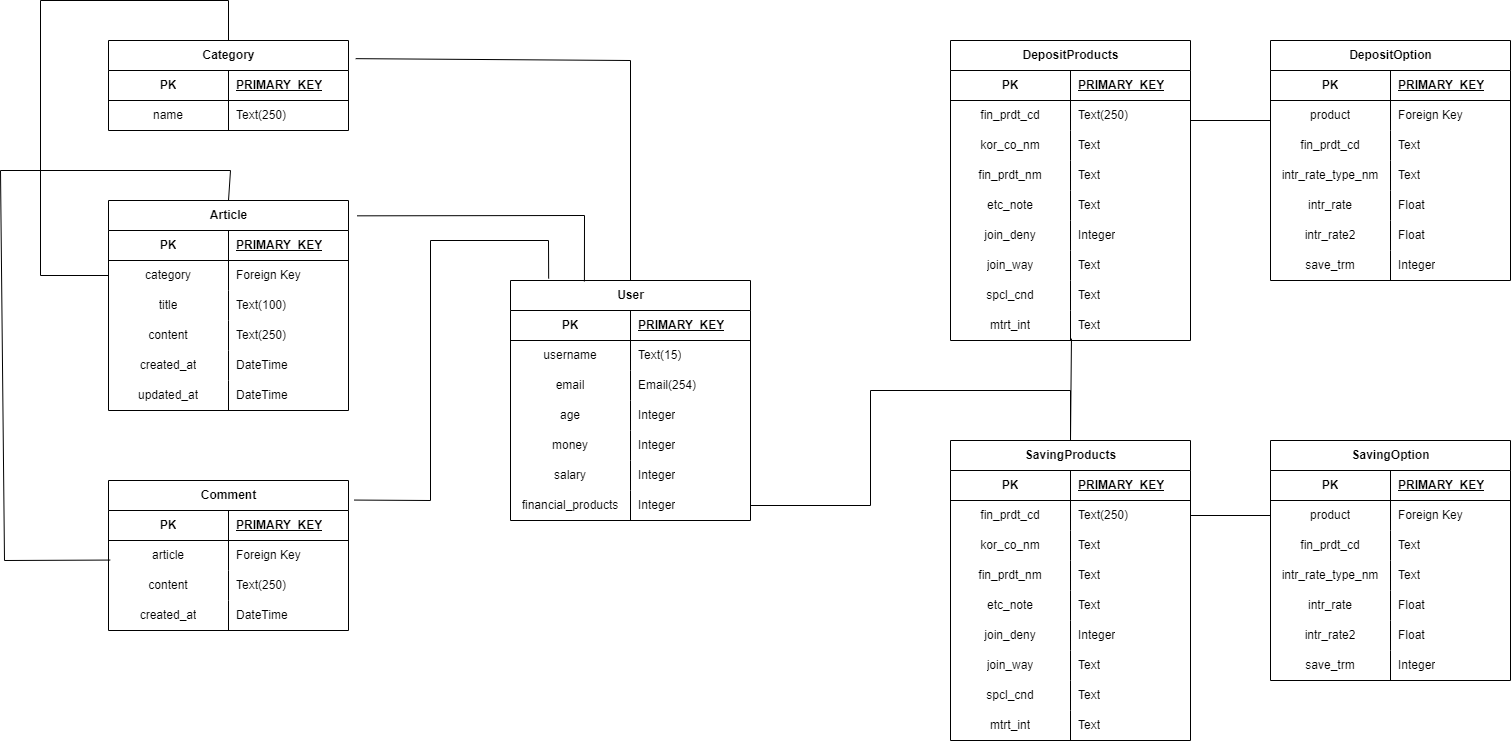 Category
PK PRIMARY_KEY
name Text(250)
Article
PK PRIMARY_KEY
category Foreign Key
title Text(100)
content Text(250)
created_at DateTime
updated_at DateTime
Comment
PK PRIMARY_KEY
article Foreign Key
content Text(250)
created_at DateTime
User
PK PRIMARY_KEY
username Text(15)
email Email(254)
age Integer
money Integer
salary Integer
financial_products Integer
DepositProducts
PK PRIMARY_KEY
fin_prdt_cd Text(250)
kor_co_nm Text
fin_prdt_nm Text
etc_note Text
join_deny Integer
join_way Text
spcl_cnd Text
mtrt_int Text
DepositOption
PK PRIMARY_KEY
product Foreign Key
fin_prdt_cd Text
intr_rate_type_nm Text
intr_rate Float
intr_rate2 Float
save_trm Integer
SavingProducts
PK PRIMARY_KEY
fin_prdt_cd Text(250)
kor_co_nm Text
fin_prdt_nm Text
etc_note Text
join_deny Integer
join_way Text
spcl_cnd Text
mtrt_int Text
SavingOption
PK PRIMARY_KEY
product Foreign Key
fin_prdt_cd Text
intr_rate_type_nm Text
intr_rate Float
intr_rate2 Float
save_trm Integer